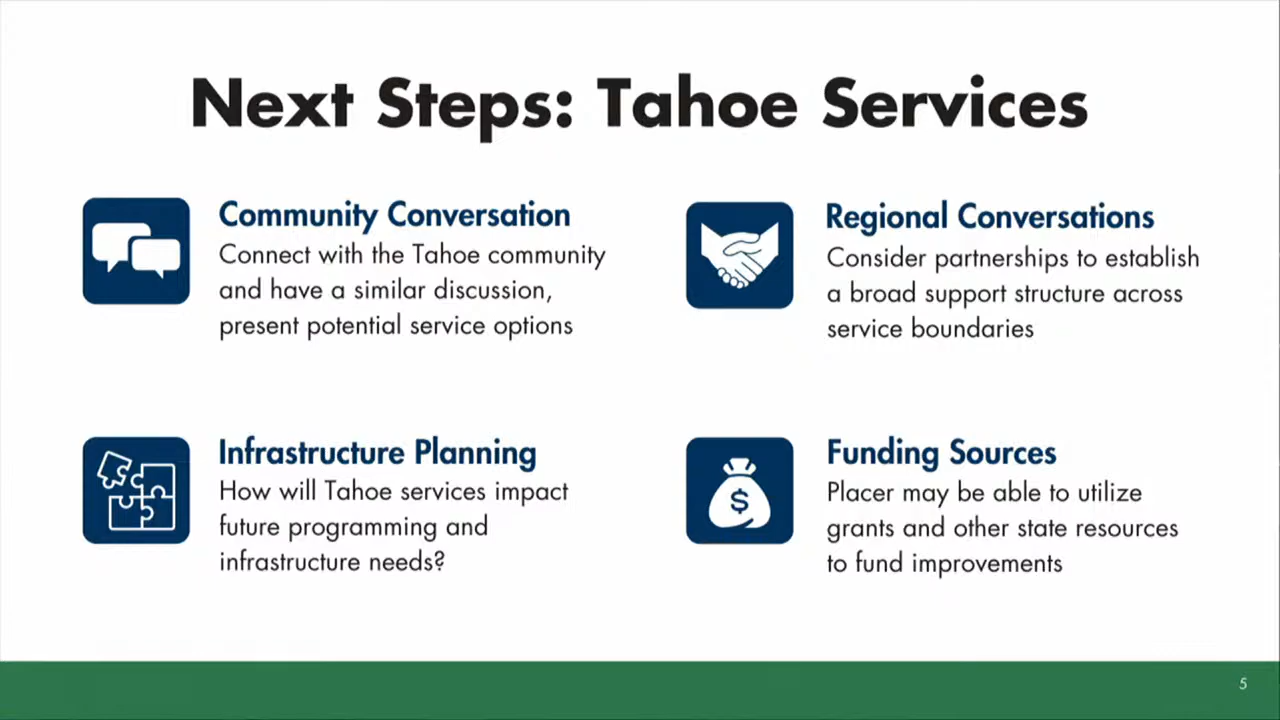 Next Steps: Tahoe Services
Community Conversation
Connect with the Tahoe community
and have a similar discussion,
present potential service options
Regional Conversations
Consider partnerships to establish
a broad support structure across
service boundaries
Infrastructure Planning
How will Tahoe services impact
future programming and
infrastructure needs?
$
Funding Sources
Placer may be able to utilize
grants and other state resources
to fund improvements
5